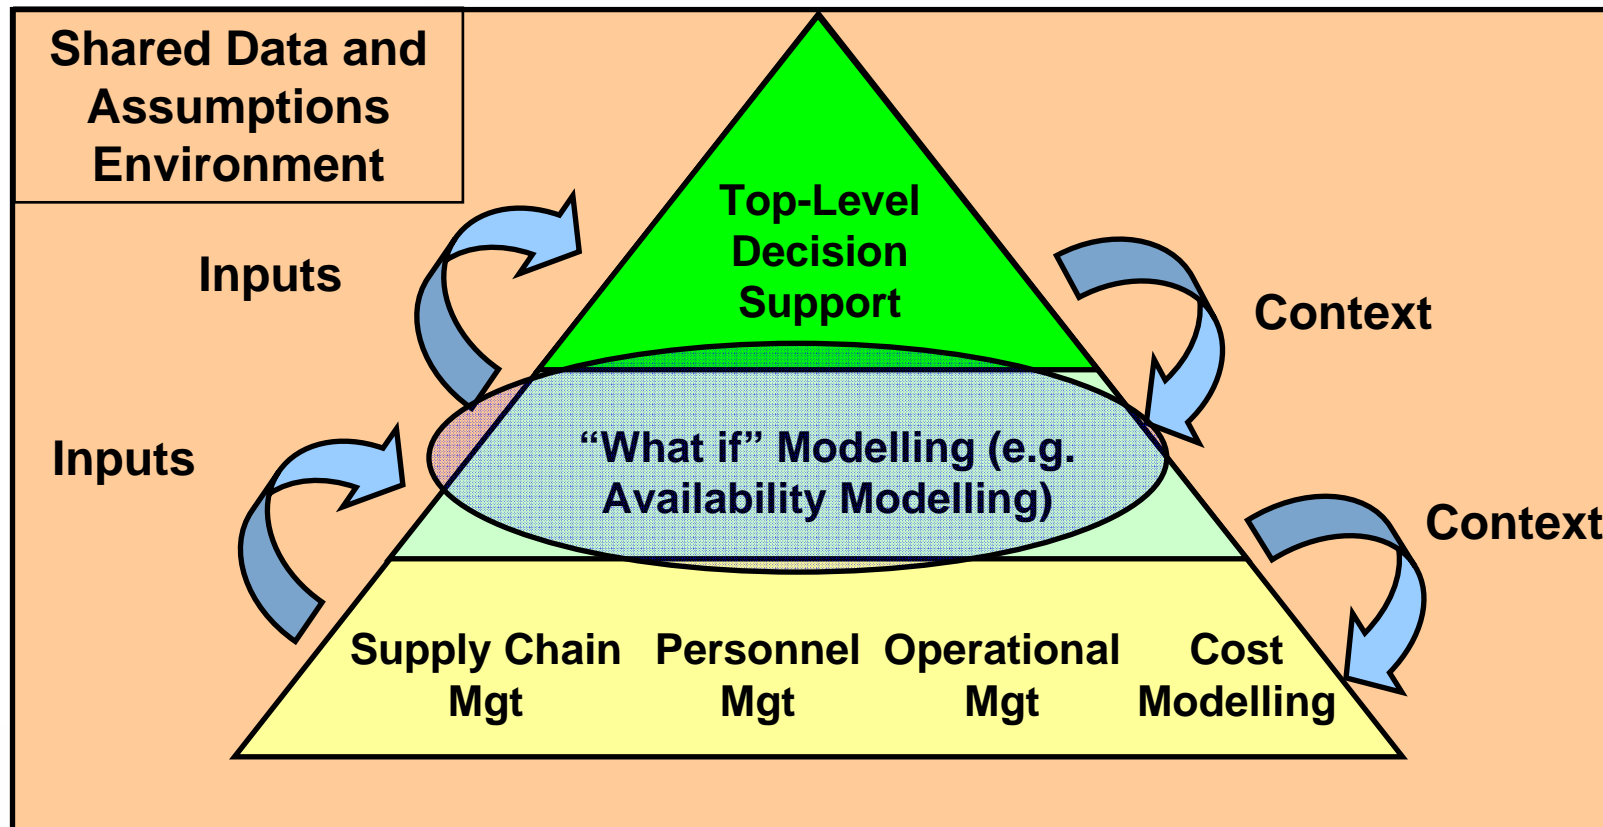 Shared Data and
Assumptions
Environment
Top-Level
Decision
Support
Inputs
Context
Inputs
“What if” Modelling (e.g.
Availability Modelling)
Context
Supply Chain
Mgt
Personnel
Mgt
Operational
Mgt
Cost
Modelling